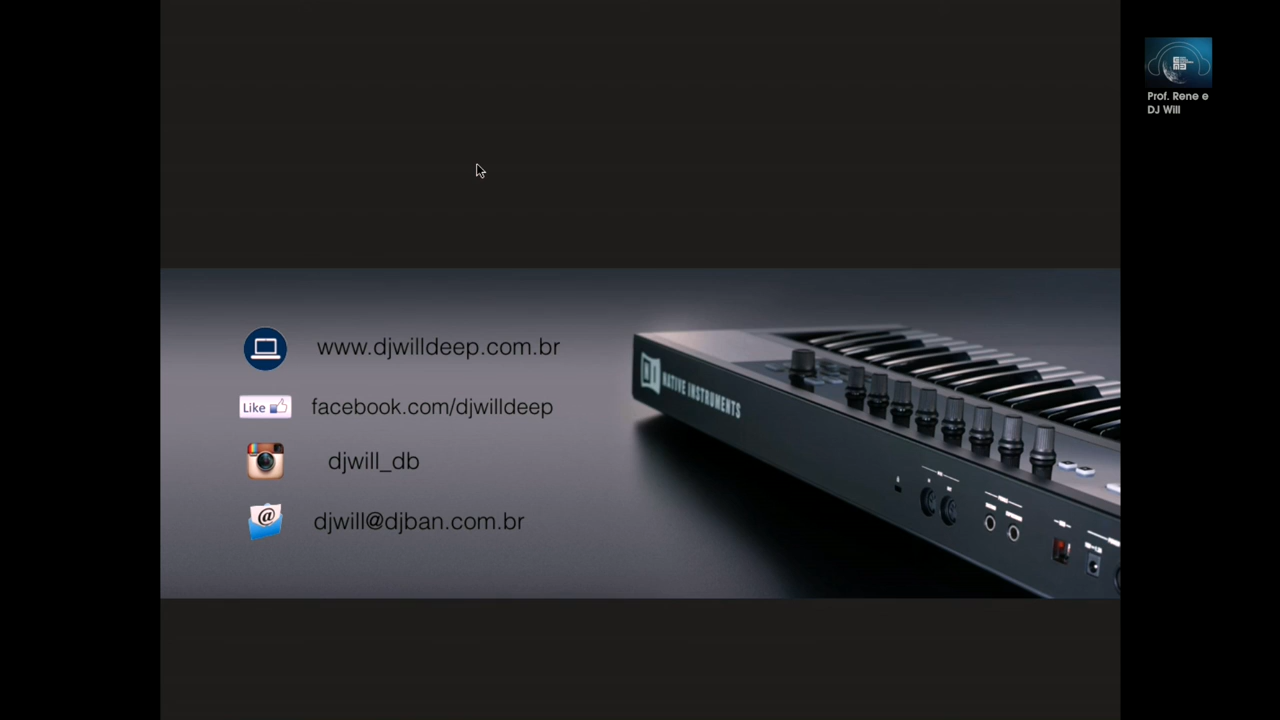 Prof. Rene e
DJ Will
www.djwilldeep.com.br
Like
facebook.com/djwilldeep
djwill_db
@
djwill@djban.com.br
NATIVE INSTRUMENTS